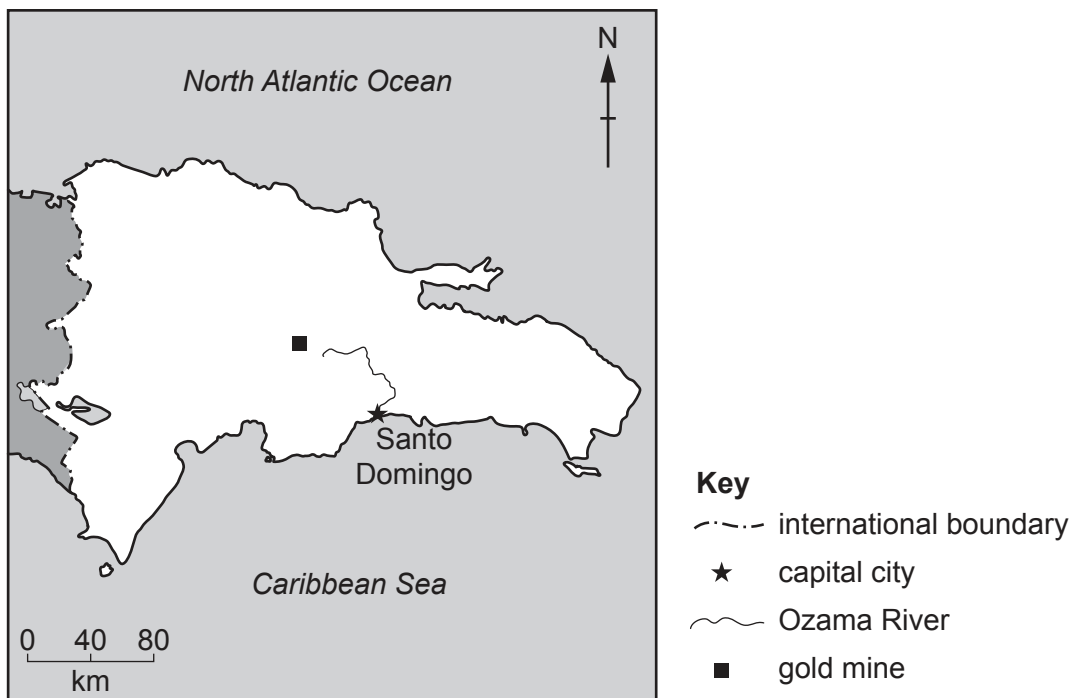 North Atlantic Ocean
N
Santo
Domingo
Caribbean Sea
0 40 80
km
Key
international boundary
capital city
Ozama River
gold mine